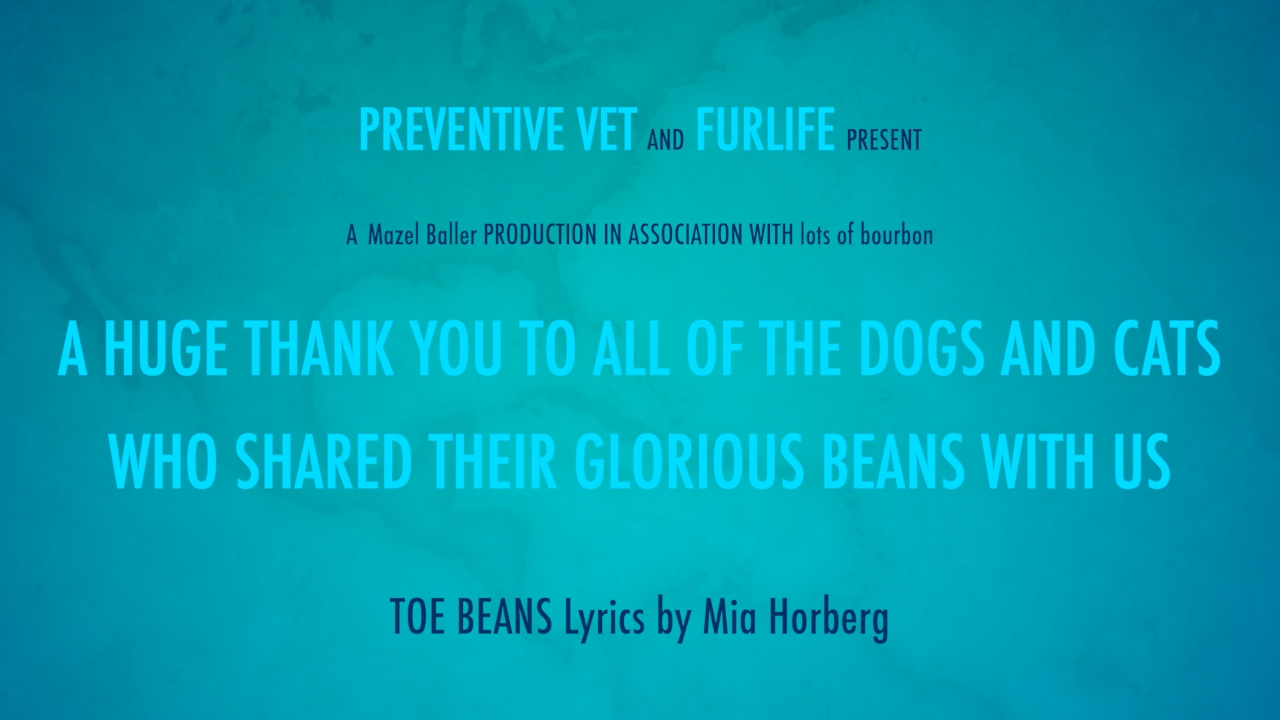 PREVENTIVE VET AND FURLIFE PRESENT
A Mazel Baller PRODUCTION IN ASSOCIATION WITH lots of bourbon
A HUGE THANK YOU TO ALL OF THE DOGS AND CATS
WHO SHARED THEIR GLORIOUS BEANS WITH US
TOE BEANS Lyrics by Mia Horberg